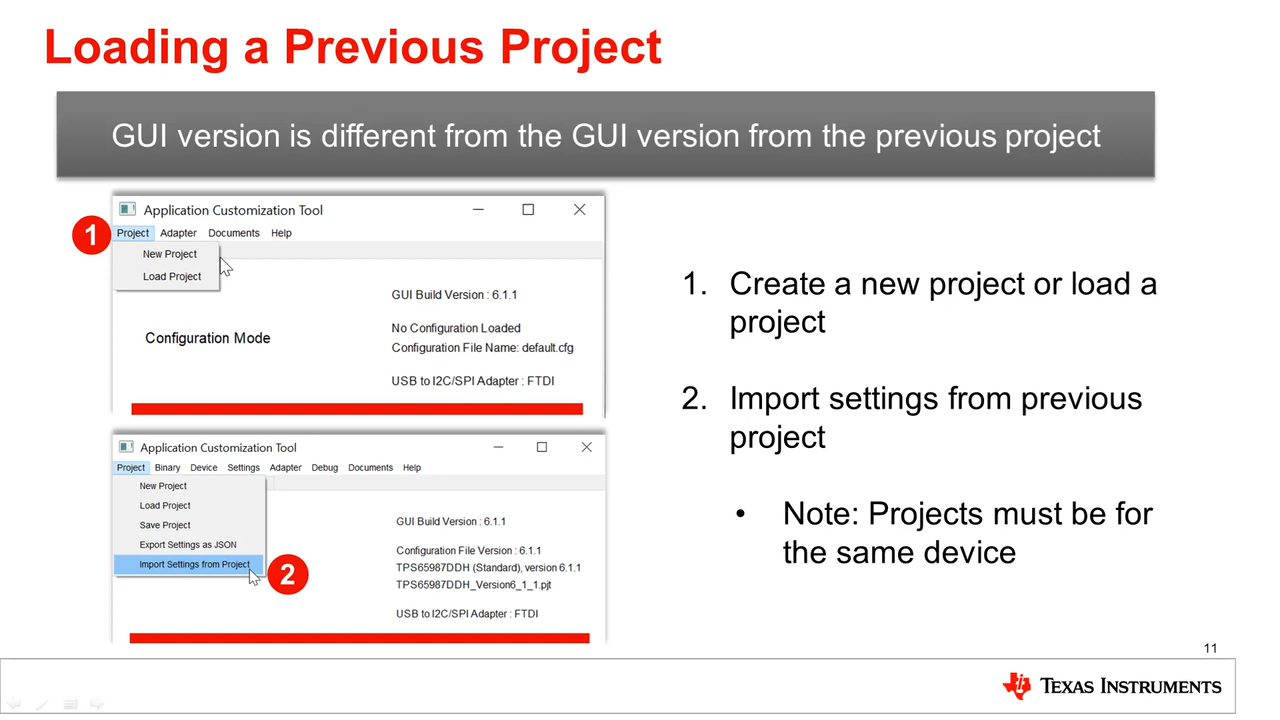 Loading a Previous Project
GUI version is different from the GUI version from the previous project
1
Application Customization Tool
Project Adapter Documents Help
New Project
Load Project
GUI Build Version : 6.1.1
No Configuration Loaded
Configuration Mode
Configuration File Name: default.cfg
USB to I2C/SPI Adapter : FTDI
Application Customization Tool
Project Binary Device Settings Adapter Debug Documents Help
New Project
Load Project
Save Project
Export Settings as JSON
Import Settings from Project
2
GUI Build Version : 6.1.1
Configuration File Version : 6.1.1
TPS65987DDH (Standard), version 6.1.1
TPS65987DDH_Version6_1_1.pjt
USB to I2C/SPI Adapter : FTDI
1. Create a new project or load a
project
2. Import settings from previous
project
• Note: Projects must be for
the same device
11
TEXAS INSTRUMENTS